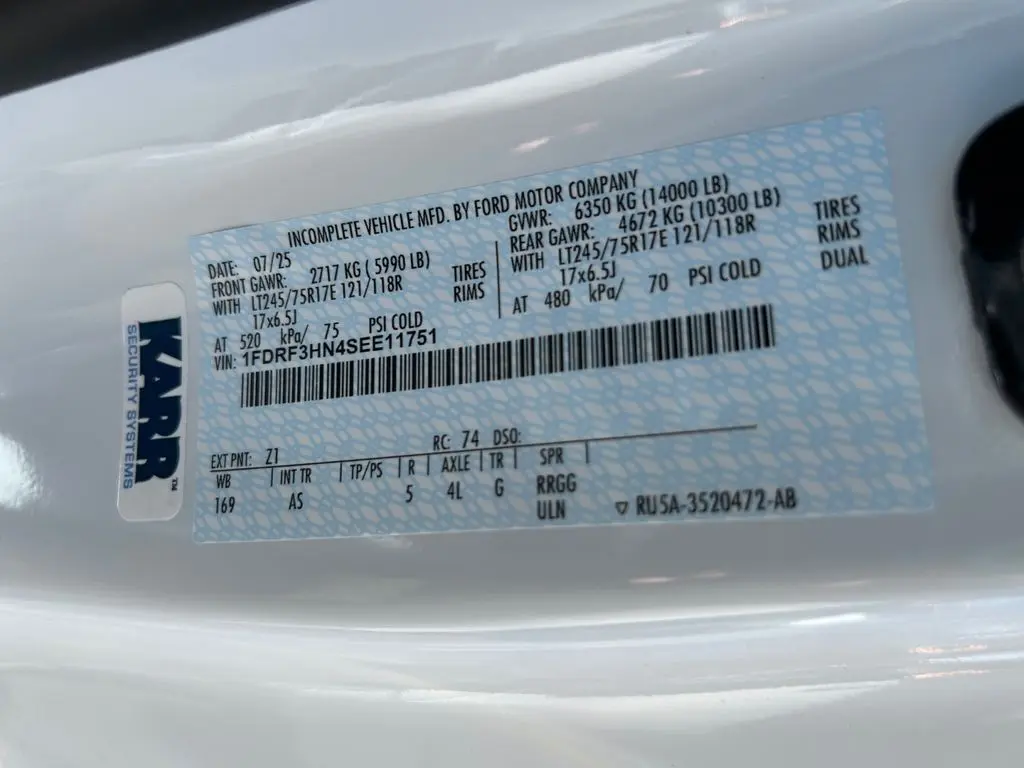 INCOMPLETE VEHICLE MFD. BY FORD MOTOR COMPANY
DATE: 07/25
FRONT GAWR: 2717 KG ( 5990 LB)
WITH LT245/75R17E 121/118R TIRES
17x6.5J RIMS
AT 520 kPa/ 75 PSI COLD
GVWR: 6350 KG (14000 LB)
REAR GAWR: 4672 KG (10300 LB)
WITH LT245/75R17E 121/118R TIRES
17x6.5J RIMS
AT 480 kPa/ 70 PSI COLD DUAL
VIN: 1FDRF3HN4SEE11751
EXT PNT: Z1 RC: 74 DSO:
WB INT TR TP/PS R AXLE TR SPR
169 AS 5 4L G RRGG
ULN ▽ RU5A-3520472-AB
KARR™
SECURITY SYSTEMS